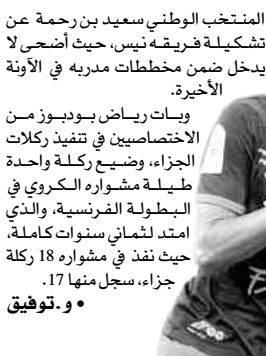 المنتخب الوطني سعيد بن رحمة عن
تشكيلة فريقه نيس، حيث أضحى لا
يدخل ضمن مخططات مدربه في الآونة
الأخيرة.
وبات رياض بودبوز من
الاختصاصيين في تنفيذ ركلات
الجزاء، وضيع ركلة واحدة
طيلة مشواره الكروي في
البطولة الفرنسية، والذي
امتد لثماني سنوات كاملة،
حيث نفذ في مشواره 18 ركلة
جزاء، سجل منها 17.
• و.توفيق